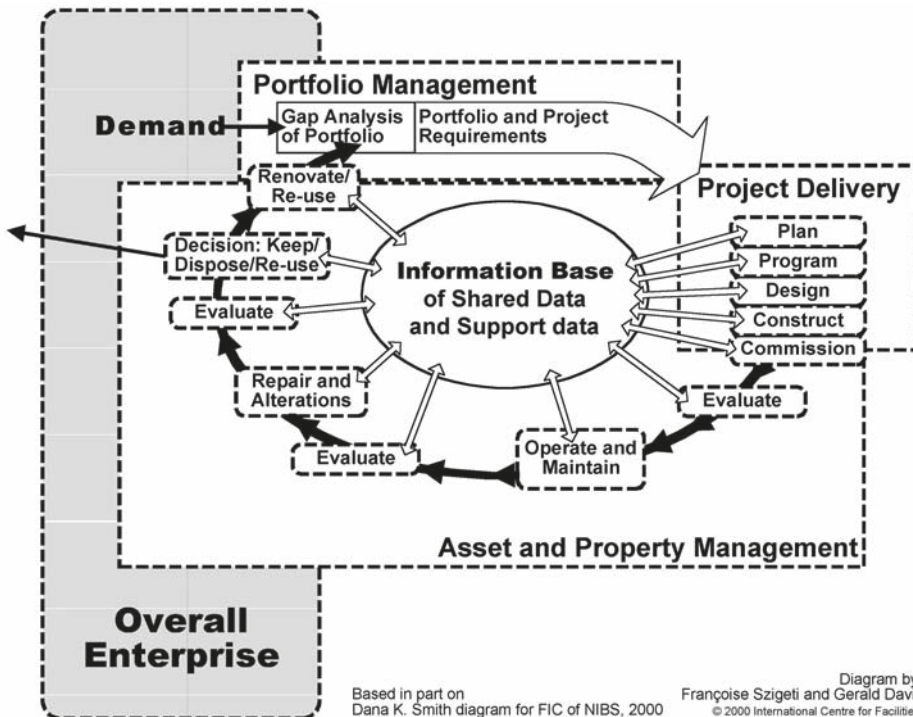 Portfolio Management
Demand
Gap Analysis
of Portfolio
Portfolio and Project
Requirements
Renovate/
Re-use
Project Delivery
Decision: Keep/
Dispose/Re-use
Plan
Program
Design
Construct
Commission
Information Base
of Shared Data
and Support data
Evaluate
Repair and
Alterations
Evaluate
Evaluate
Operate and
Maintain
Asset and Property Management
Overall
Enterprise
Based in part on
Dana K. Smith diagram for FIC of NIBS, 2000
Diagram by
Françoise Szigeti and Gerald Davi
© 2000 International Centre for Facilitie